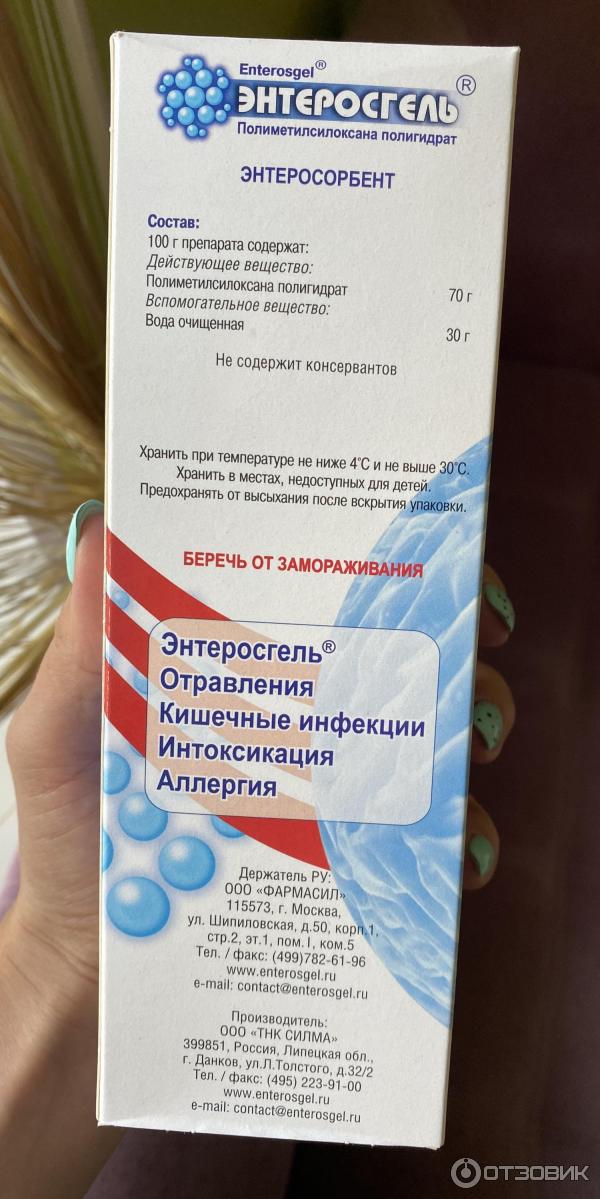 Enterosgel®
ЭНТЕРОСГЕЛЬ®
Полиметилсилоксана полигидрат
ЭНТЕРОСОРБЕНТ
Состав:
100 г препарата содержат:
Действующее вещество:
Полиметилсилоксана полигидрат 70 г
Вспомогательное вещество:
Вода очищенная 30 г
Не содержит консервантов
Хранить при температуре не ниже 4°С и не выше 30°С.
Хранить в местах, недоступных для детей.
Предохранять от высыхания после вскрытия упаковки.
БЕРЕЧЬ ОТ ЗАМОРАЖИВАНИЯ
Энтеросгель®
Отравления
Кишечные инфекции
Интоксикация
Аллергия
Держатель РУ:
ООО «ФАРМАСИЛ»
115573, г. Москва,
ул. Шипиловская, д.50, корп.1,
стр.2, эт.1, пом.I, ком.5
Тел. / факс: (499)782-61-96
www.enterosgel.ru
e-mail: contact@enterosgel.ru
Производитель:
ООО «ТНК СИЛМА»
399851, Россия, Липецкая обл.,
г. Данков, ул.Л.Толстого, д.32/2
Тел. / факс: (495) 223-91-00
www.enterosgel.ru
e-mail: contact@enterosgel.ru
ОТЗОВИК